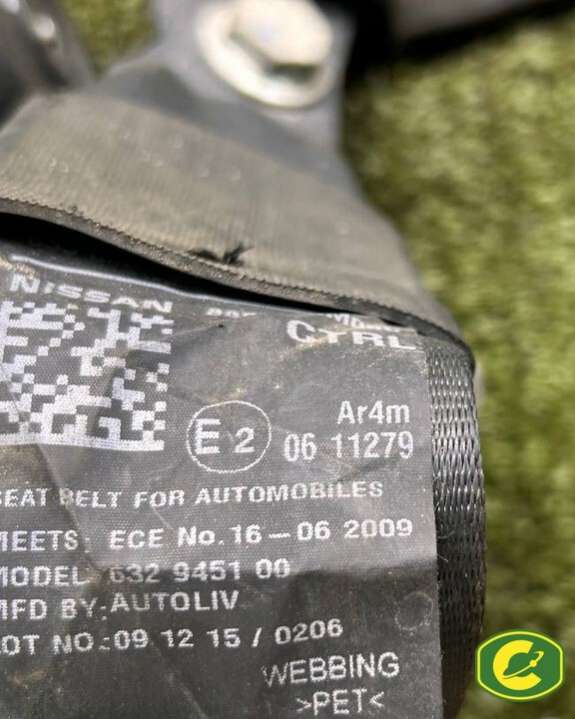 NISSAN
CTRL
Ar4m
E2 06 11279
SEAT BELT FOR AUTOMOBILES
MEETS: ECE No. 16-06 2009
MODEL 632 9451 00
MFD BY: AUTOLIV
LOT NO.: 09 12 15 / 0206
WEBBING
>PET<
C